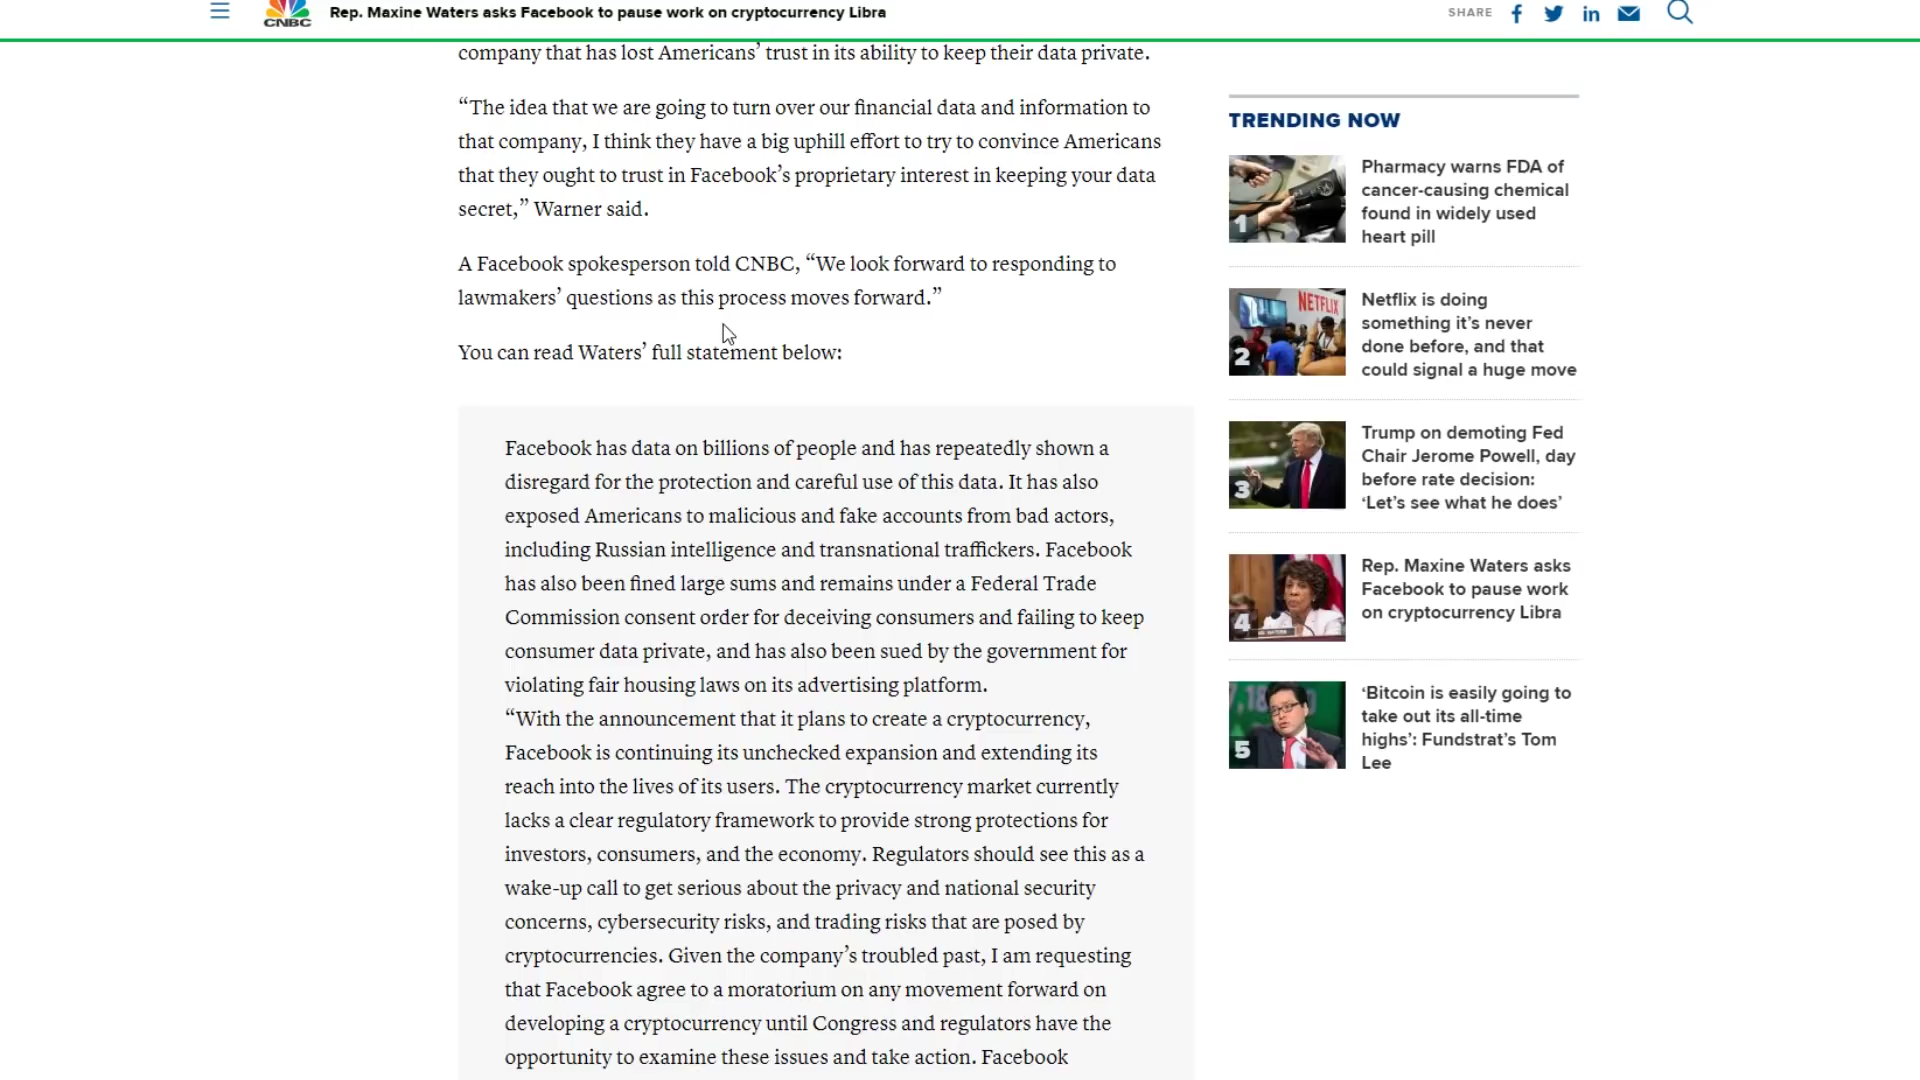 CNBC
Rep. Maxine Waters asks Facebook to pause work on cryptocurrency Libra
SHARE
company that has lost Americans’ trust in its ability to keep their data private.
“The idea that we are going to turn over our financial data and information to
that company, I think they have a big uphill effort to try to convince Americans
that they ought to trust in Facebook’s proprietary interest in keeping your data
secret,” Warner said.
A Facebook spokesperson told CNBC, “We look forward to responding to
lawmakers’ questions as this process moves forward.”
You can read Waters’ full statement below:
Facebook has data on billions of people and has repeatedly shown a
disregard for the protection and careful use of this data. It has also
exposed Americans to malicious and fake accounts from bad actors,
including Russian intelligence and transnational traffickers. Facebook
has also been fined large sums and remains under a Federal Trade
Commission consent order for deceiving consumers and failing to keep
consumer data private, and has also been sued by the government for
violating fair housing laws on its advertising platform.
“With the announcement that it plans to create a cryptocurrency,
Facebook is continuing its unchecked expansion and extending its
reach into the lives of its users. The cryptocurrency market currently
lacks a clear regulatory framework to provide strong protections for
investors, consumers, and the economy. Regulators should see this as a
wake-up call to get serious about the privacy and national security
concerns, cybersecurity risks, and trading risks that are posed by
cryptocurrencies. Given the company’s troubled past, I am requesting
that Facebook agree to a moratorium on any movement forward on
developing a cryptocurrency until Congress and regulators have the
opportunity to examine these issues and take action. Facebook
TRENDING NOW
1
Pharmacy warns FDA of
cancer-causing chemical
found in widely used
heart pill
NETFLIX
2
Netflix is doing
something it’s never
done before, and that
could signal a huge move
3
Trump on demoting Fed
Chair Jerome Powell, day
before rate decision:
‘Let’s see what he does’
4
Rep. Maxine Waters asks
Facebook to pause work
on cryptocurrency Libra
5
‘Bitcoin is easily going to
take out its all-time
highs’: Fundstrat’s Tom
Lee